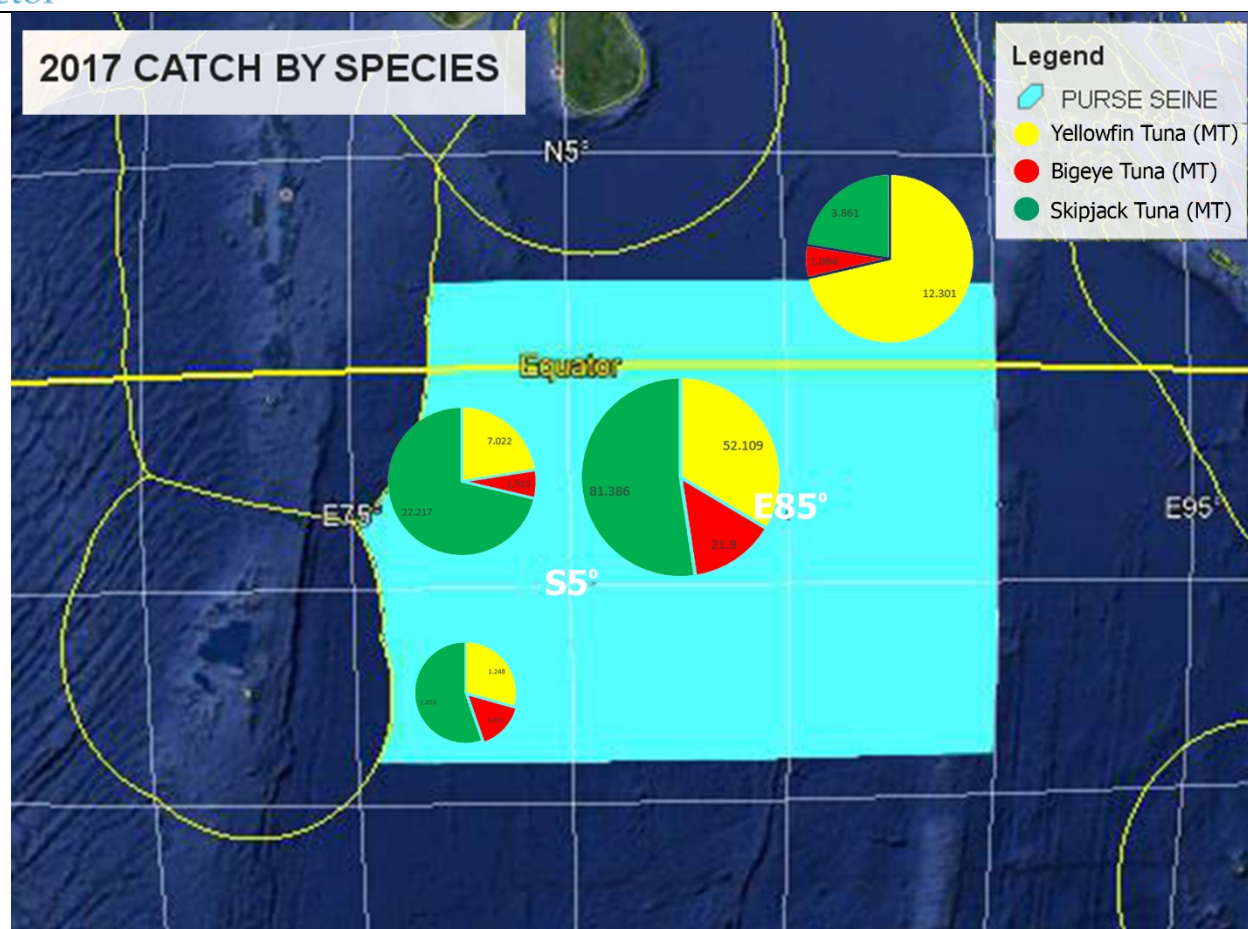 2017 CATCH BY SPECIES
Legend
PURSE SEINE
Yellowfin Tuna (MT)
Bigeye Tuna (MT)
Skipjack Tuna (MT)
N5°
3.861
12.301
Equator
7.022
22.217
52.109
81.386
21.9
E75°
E85°
E95°
S5°
1.248